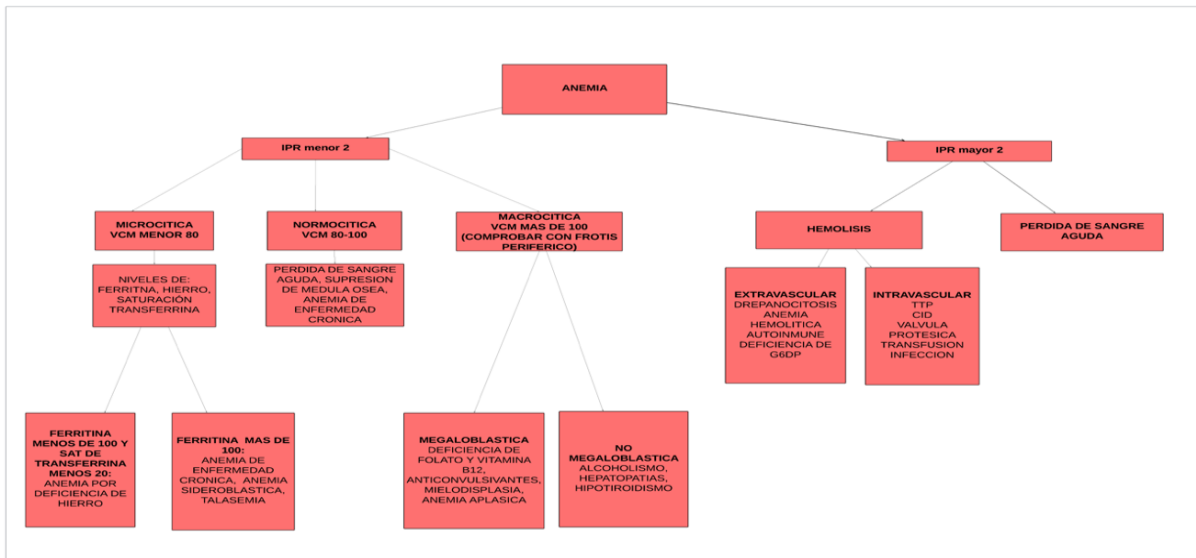 ANEMIA
IPR menor 2
IPR mayor 2
MICROCITICA
VCM MENOR 80
NORMOCITICA
VCM 80-100
MACROCITICA
VCM MAS DE 100
(COMPROBAR CON FROTIS
PERIFERICO)
HEMOLISIS
PERDIDA DE SANGRE
AGUDA
NIVELES DE:
FERRITNA, HIERRO,
SATURACIÓN
TRANSFERRINA
PERDIDA DE SANGRE
AGUDA, SUPRESION
DE MEDULA OSEA,
ANEMIA DE
ENFERMEDAD
CRONICA
EXTRAVASCULAR
DREPANOCITOSIS
ANEMIA
HEMOLITICA
AUTOINMUNE
DEFICIENCIA DE
G6DP
INTRAVASCULAR
TTP
CID
VALVULA
PROTESICA
TRANSFUSION
INFECCION
FERRITINA
MENOS DE 100 Y
SAT DE
TRANSFERRINA
MENOS 20:
ANEMIA POR
DEFICIENCIA DE
HIERRO
FERRITINA MAS DE
100:
ANEMIA DE
ENFERMEDAD
CRONICA, ANEMIA
SIDEROBLASTICA,
TALASEMIA
MEGALOBLASTICA
DEFICIENCIA DE
FOLATO Y VITAMINA
B12,
ANTICONVULSIVANTES,
MIELODISPLASIA,
ANEMIA APLASICA
NO
MEGALOBLASTICA
ALCOHOLISMO,
HEPATOPATIAS,
HIPOTIROIDISMO